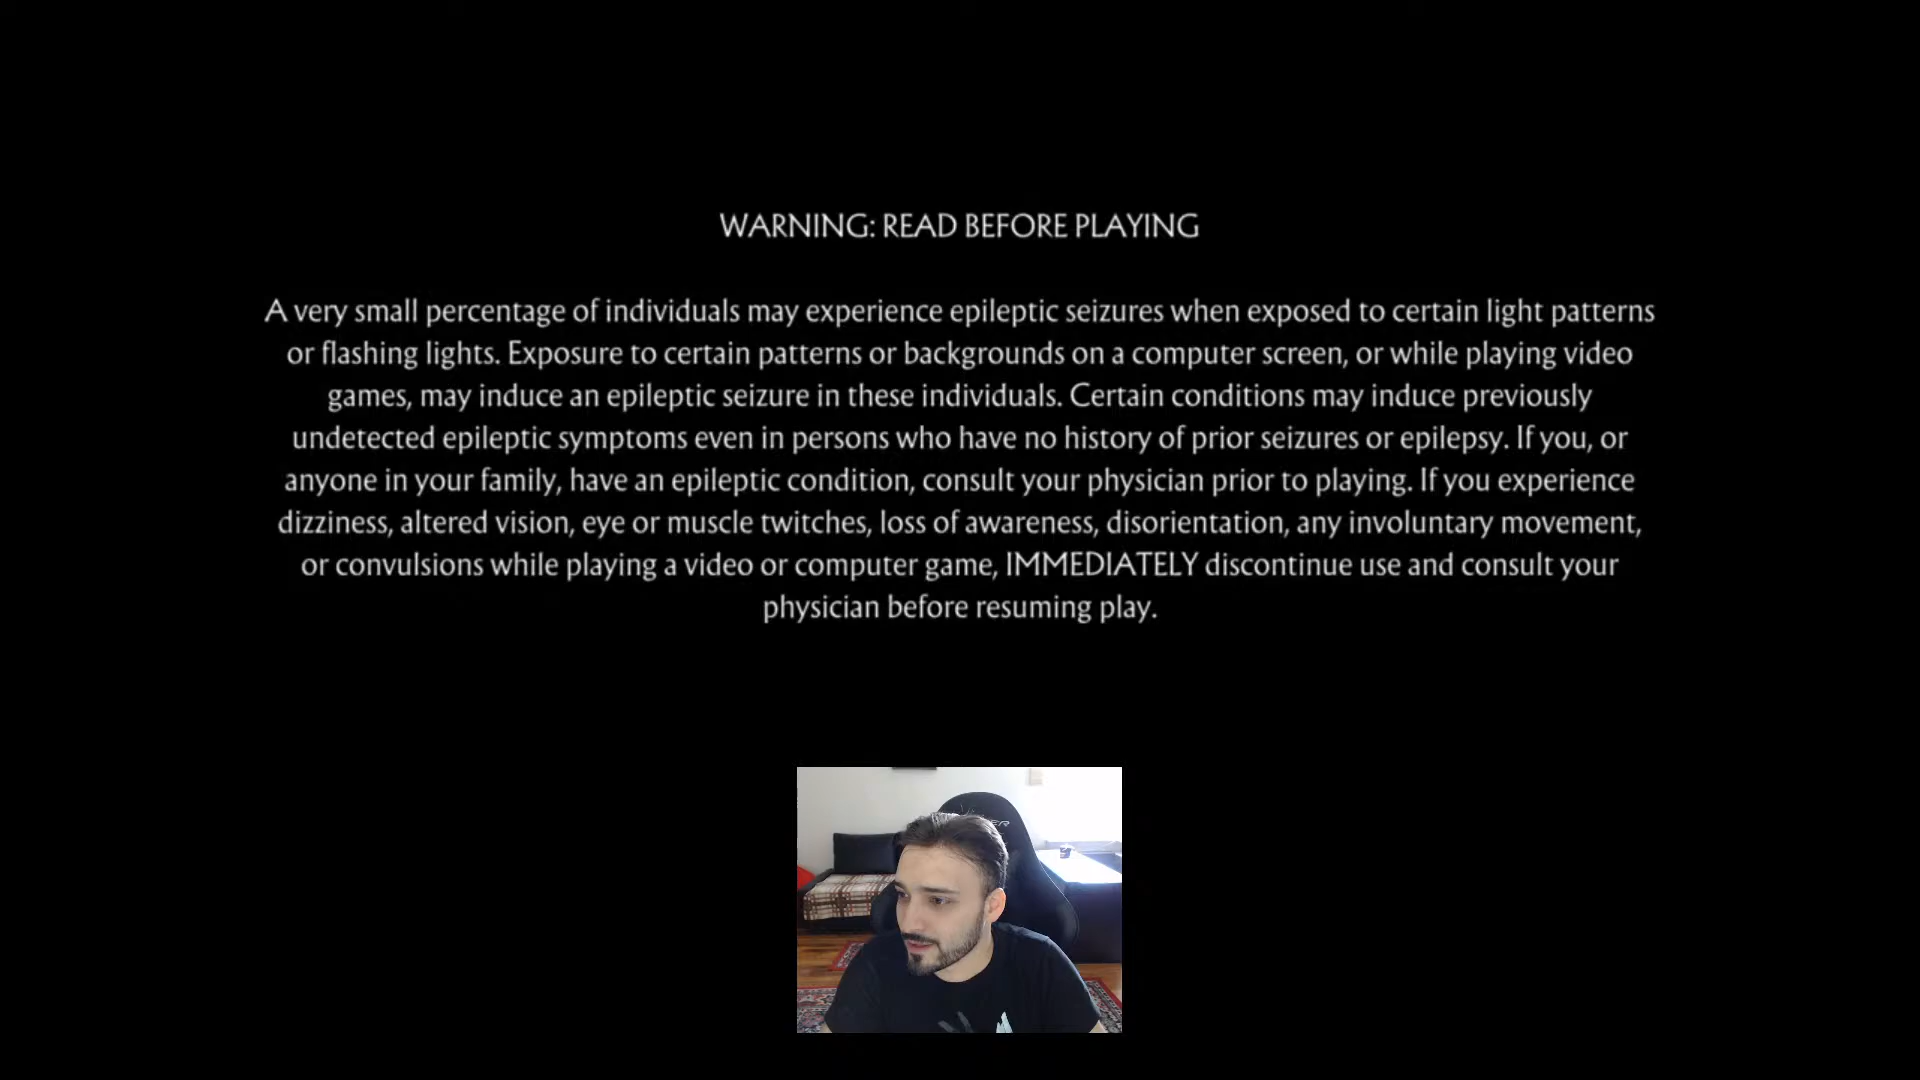 WARNING: READ BEFORE PLAYING
A very small percentage of individuals may experience epileptic seizures when exposed to certain light patterns
or flashing lights. Exposure to certain patterns or backgrounds on a computer screen, or while playing video
games, may induce an epileptic seizure in these individuals. Certain conditions may induce previously
undetected epileptic symptoms even in persons who have no history of prior seizures or epilepsy. If you, or
anyone in your family, have an epileptic condition, consult your physician prior to playing. If you experience
dizziness, altered vision, eye or muscle twitches, loss of awareness, disorientation, any involuntary movement,
or convulsions while playing a video or computer game, IMMEDIATELY discontinue use and consult your
physician before resuming play.